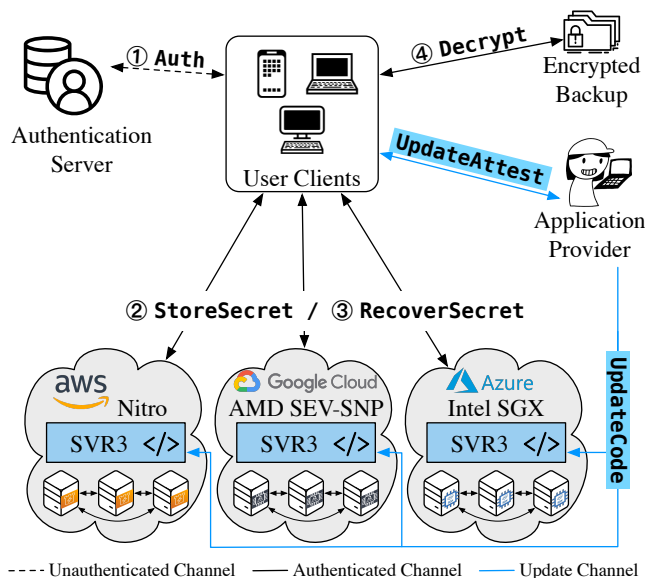 ① Auth
④ Decrypt
Authentication
Server
User Clients
Encrypted
Backup
UpdateAttest
Application
Provider
② StoreSecret / ③ RecoverSecret
aws
Nitro
SVR3 </>
Google Cloud
AMD SEV-SNP
SVR3 </>
Azure
Intel SGX
SVR3 </>
UpdateCode
Unauthenticated Channel
Authenticated Channel
Update Channel